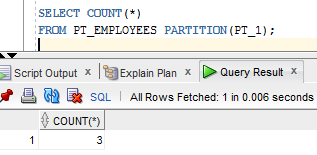 SELECT COUNT(*)
FROM PT_EMPLOYEES PARTITION(PT_1);
Script Output x Explain Plan x Query Result x
SQL | All Rows Fetched: 1 in 0.006 seconds
COUNT(*)
1 3